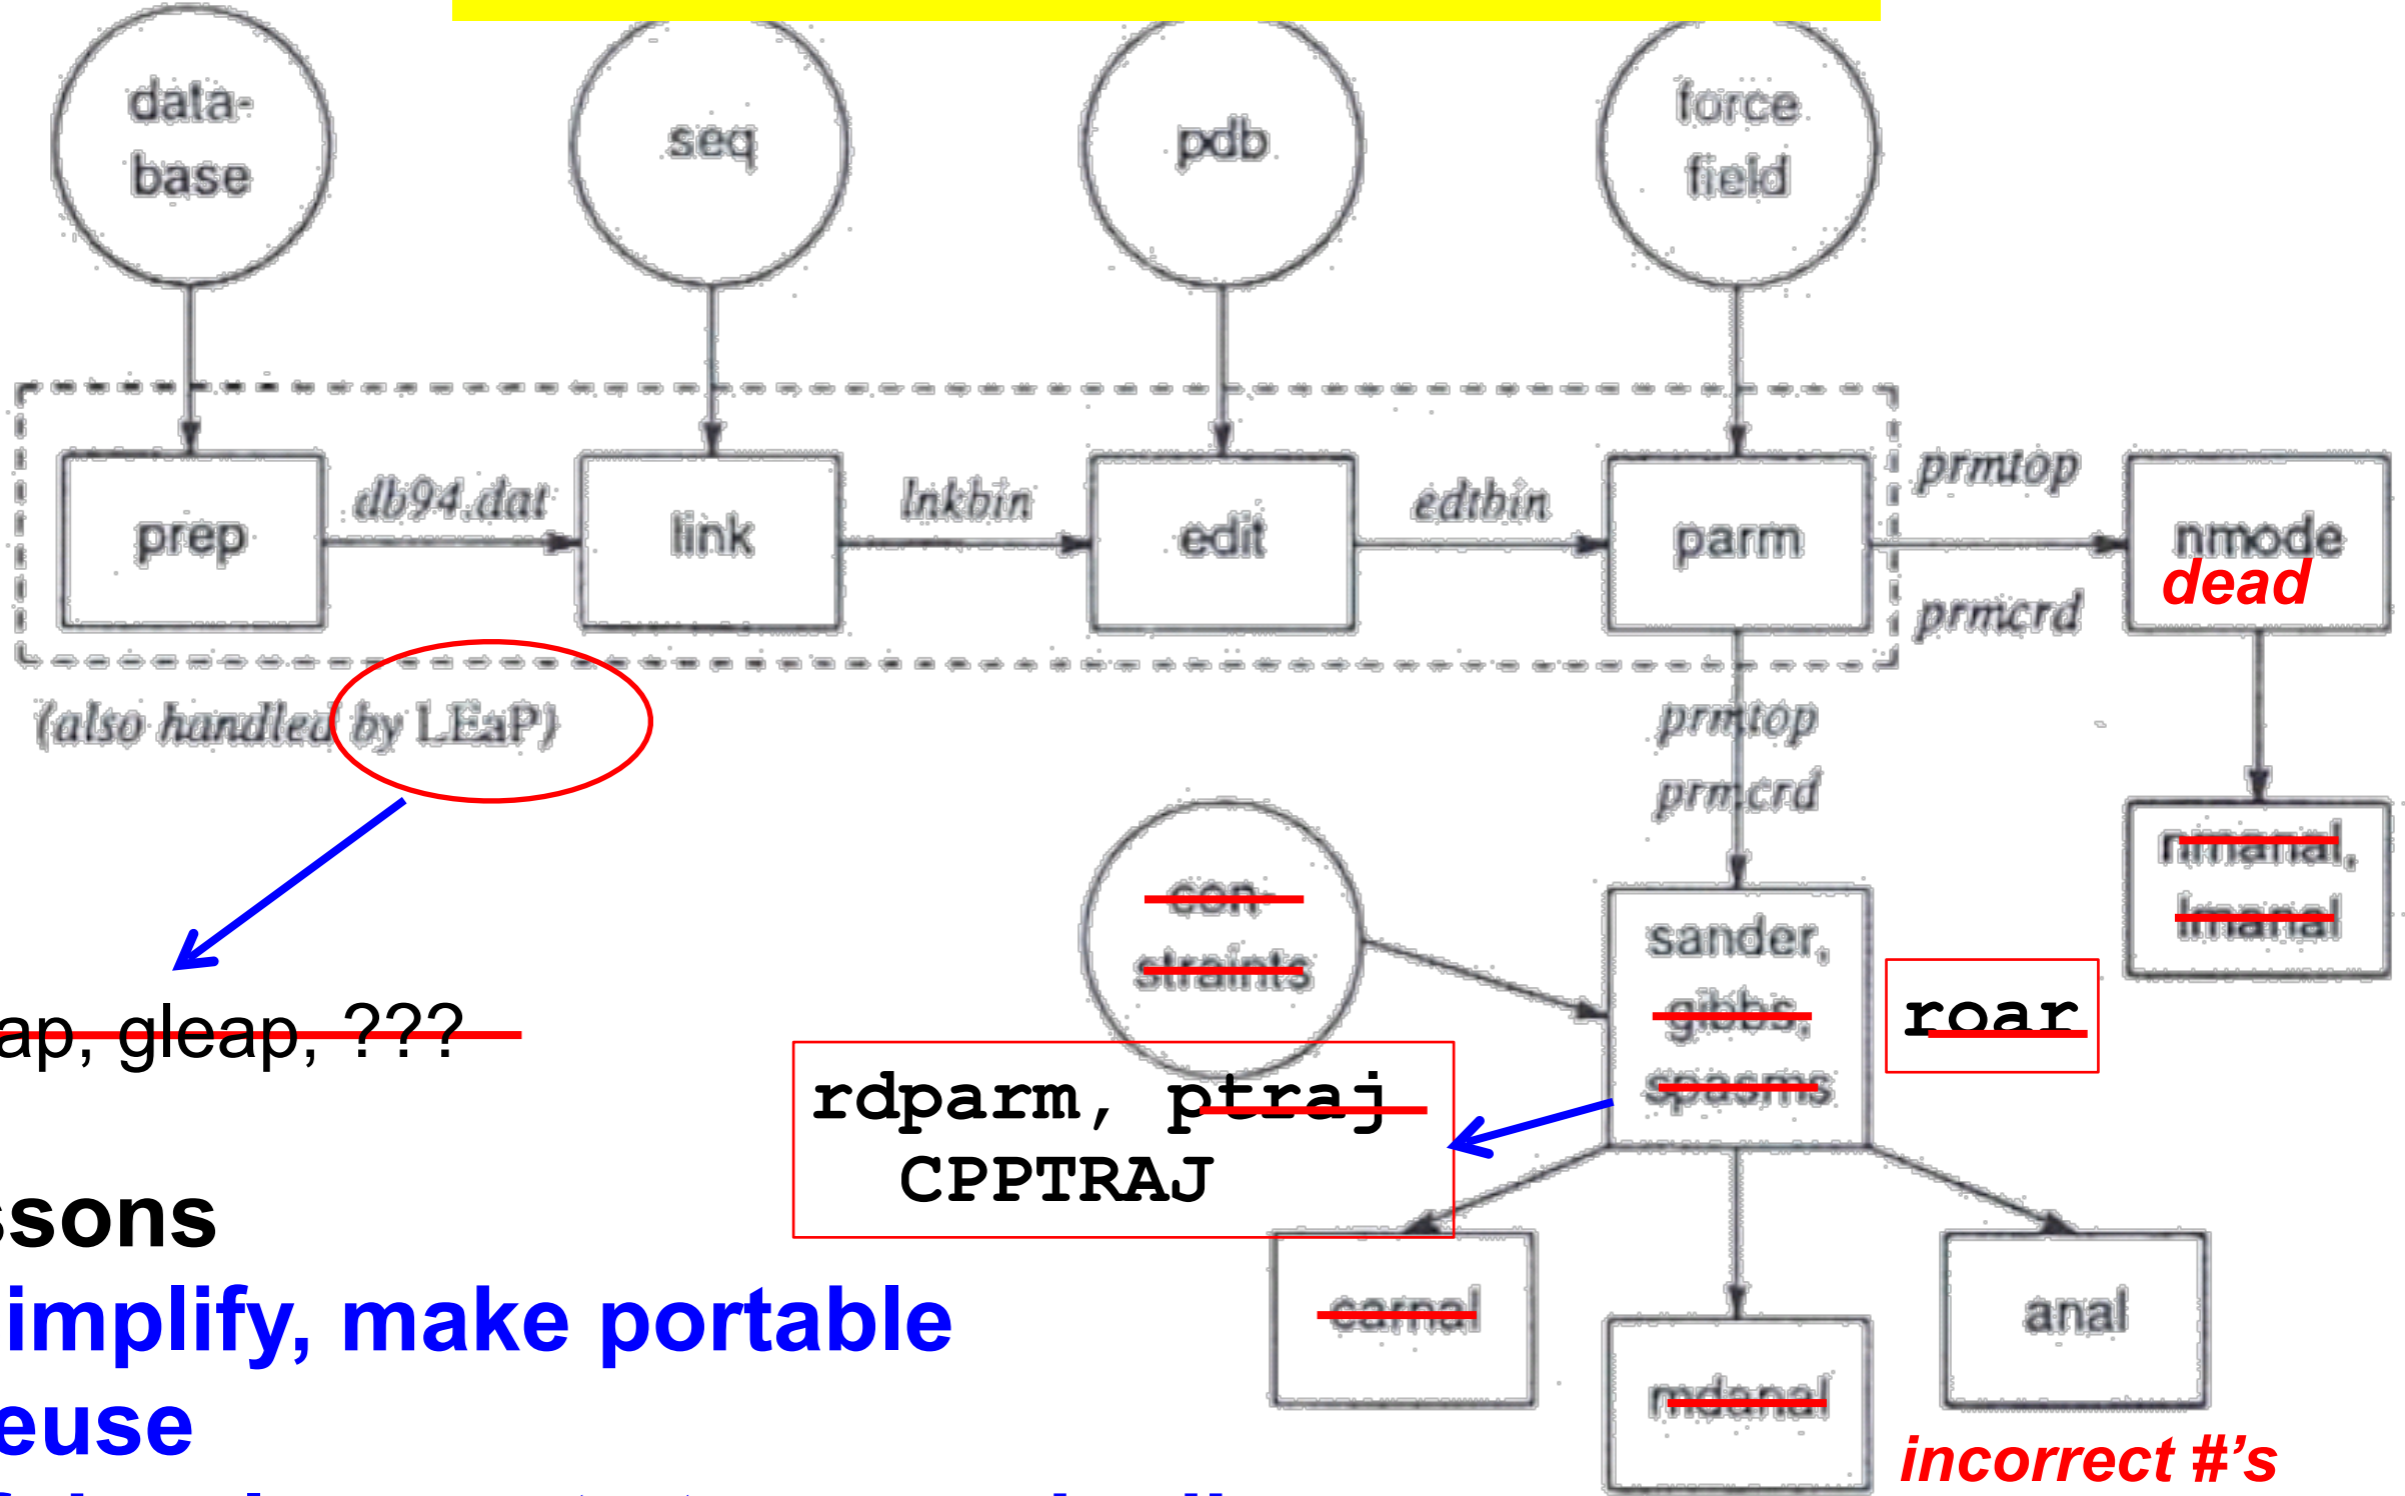 data-
base
seq
pdb
force
field
prep
db94.dat
link
lnkbin
edit
edtbin
parm
prmtop
prmcrd
nmode
dead
(also handled by LEaP)
prmtop
prmcrd
nmanal,
lmanal
con-
straints
sander,
gibbs,
spasms
roar
ap, gleap, ???
rdparm, ptraj
CPPTRAJ
ssons
implify, make portable
euse
carnal
mdanal
anal
incorrect #'s